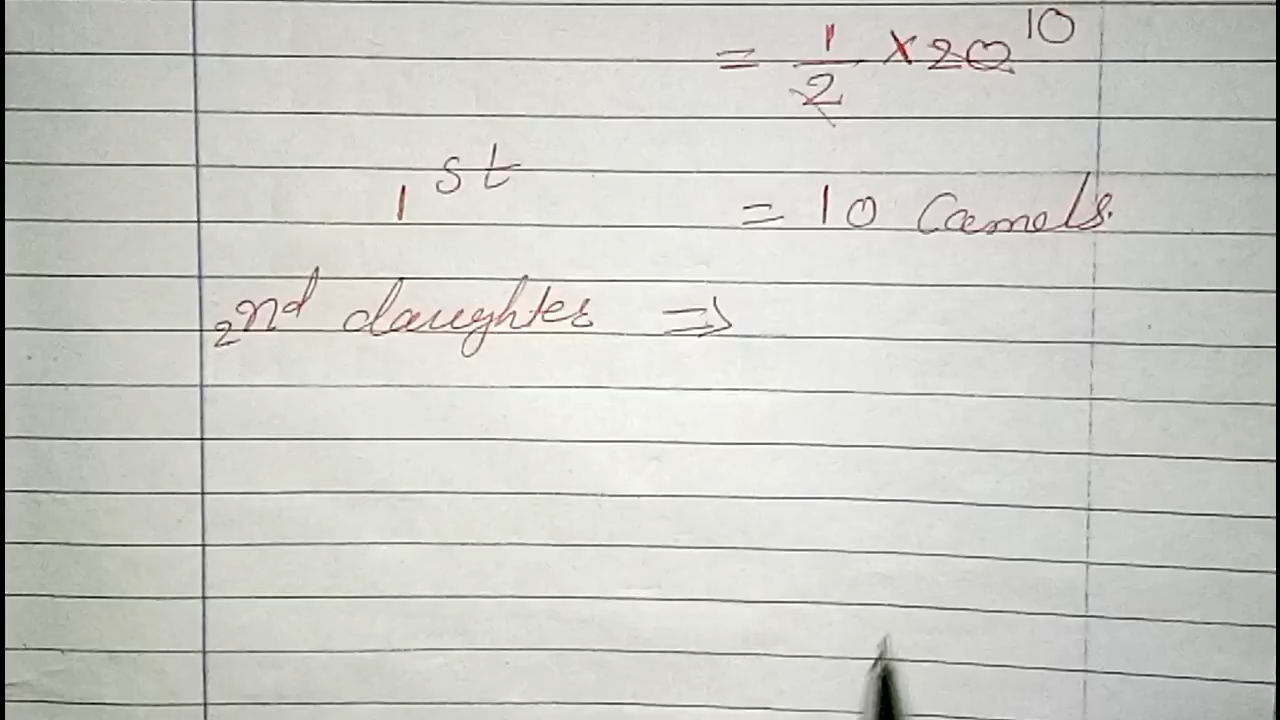 = 1/2 × 20 10
1st = 10 Camels.
2nd daughter ⇒